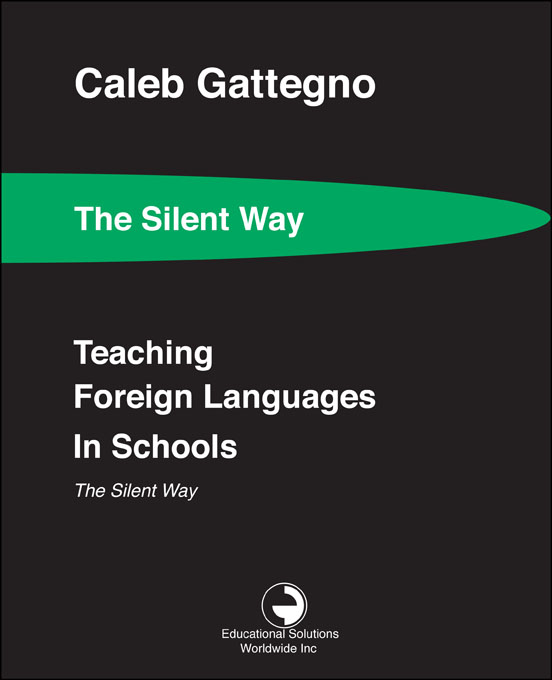 Caleb Gattegno
The Silent Way
Teaching
Foreign Languages
In Schools
The Silent Way
Educational Solutions
Worldwide Inc